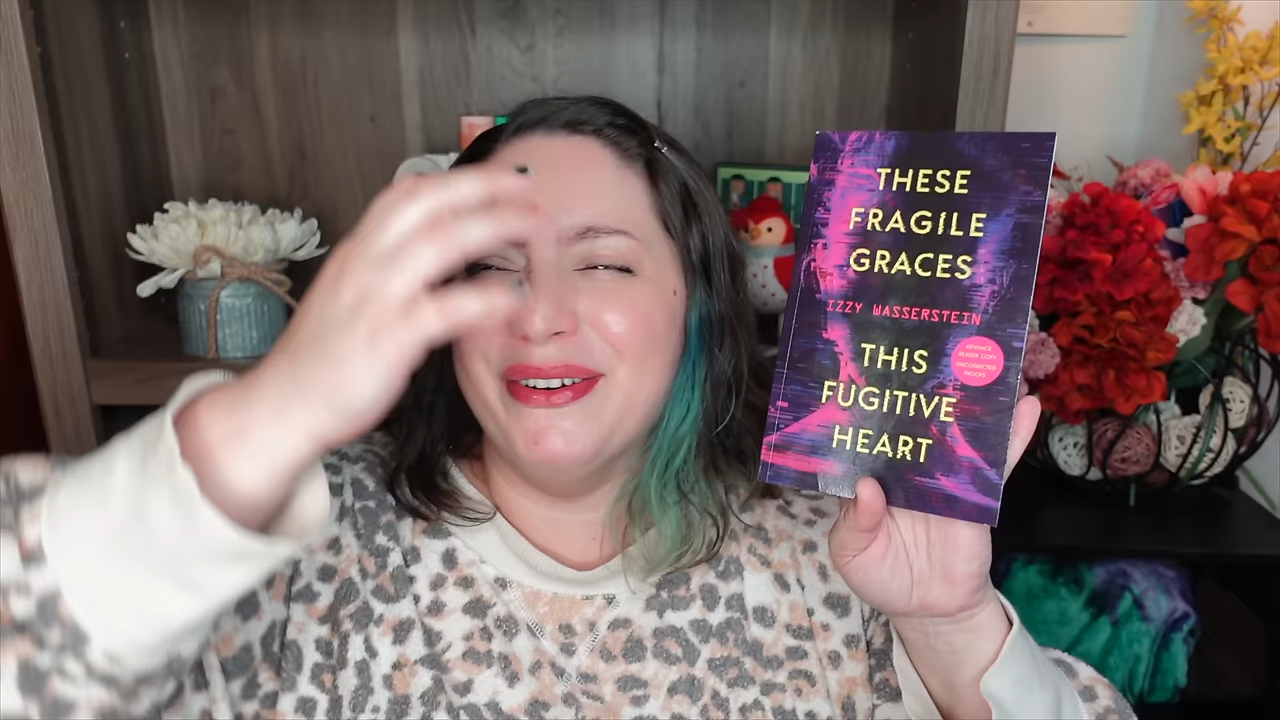 THESE
FRAGILE
GRACES
IZZY WASSERSTEIN
THIS
FUGITIVE
HEART
ADVANCE
READER COPY
UNCORRECTED
PROOFS